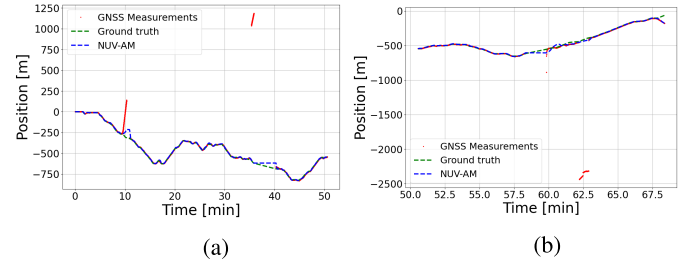 1250
1000
750
500
250
0
−250
−500
−750
Position [m]
GNSS Measurements
Ground truth
NUV-AM
0
10
20
30
40
50
Time [min]
(a)
0
−500
−1000
−1500
−2000
−2500
Position [m]
GNSS Measurements
Ground truth
NUV-AM
50.0
52.5
55.0
57.5
60.0
62.5
65.0
67.5
Time [min]
(b)